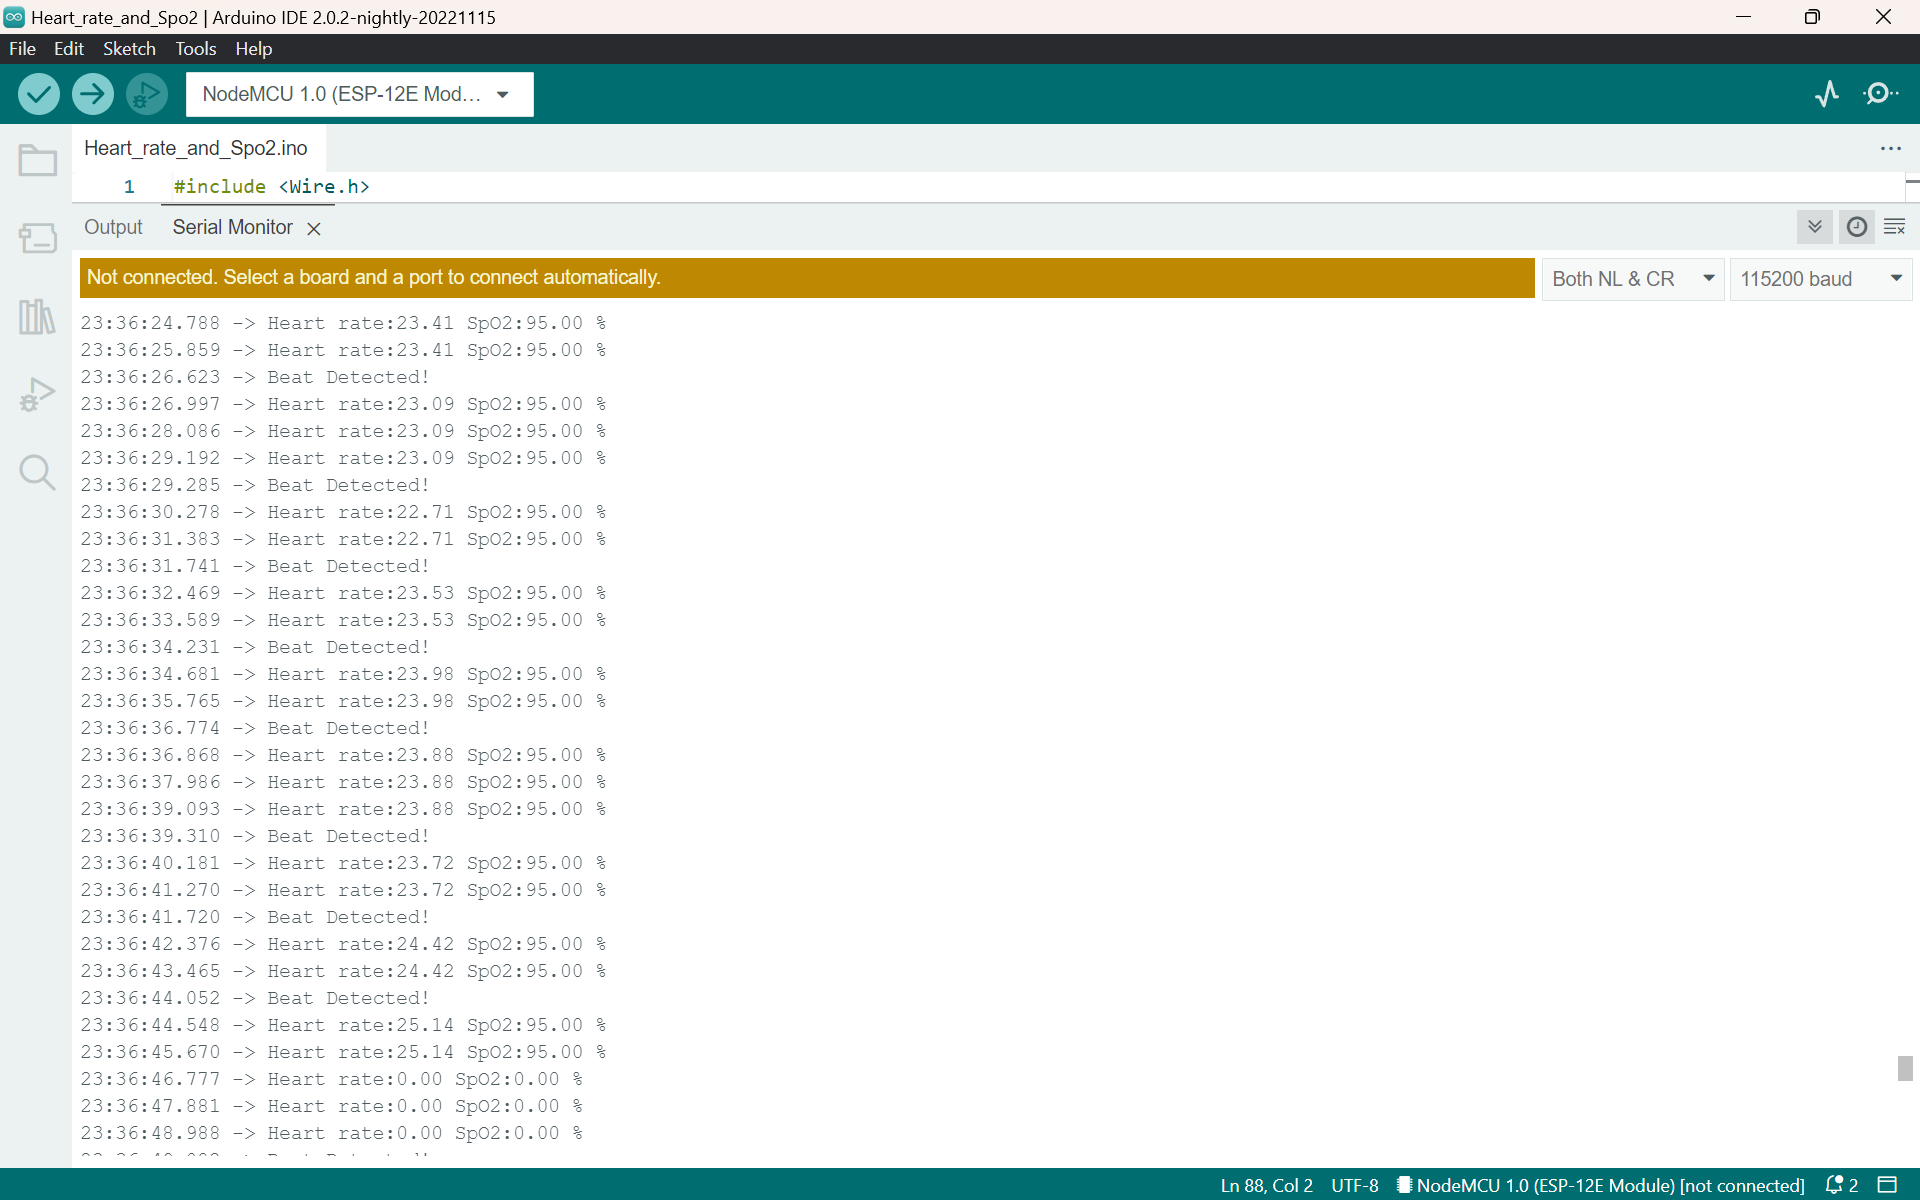 Heart_rate_and_Spo2 | Arduino IDE 2.0.2-nightly-20221115
File Edit Sketch Tools Help
NodeMCU 1.0 (ESP-12E Mod...
Heart_rate_and_Spo2.ino
1 #include <Wire.h>
Output Serial Monitor
Not connected. Select a board and a port to connect automatically. Both NL & CR 115200 baud
23:36:24.788 -> Heart rate:23.41 SpO2:95.00 %
23:36:25.859 -> Heart rate:23.41 SpO2:95.00 %
23:36:26.623 -> Beat Detected!
23:36:26.997 -> Heart rate:23.09 SpO2:95.00 %
23:36:28.086 -> Heart rate:23.09 SpO2:95.00 %
23:36:29.192 -> Heart rate:23.09 SpO2:95.00 %
23:36:29.285 -> Beat Detected!
23:36:30.278 -> Heart rate:22.71 SpO2:95.00 %
23:36:31.383 -> Heart rate:22.71 SpO2:95.00 %
23:36:31.741 -> Beat Detected!
23:36:32.469 -> Heart rate:23.53 SpO2:95.00 %
23:36:33.589 -> Heart rate:23.53 SpO2:95.00 %
23:36:34.231 -> Beat Detected!
23:36:34.681 -> Heart rate:23.98 SpO2:95.00 %
23:36:35.765 -> Heart rate:23.98 SpO2:95.00 %
23:36:36.774 -> Beat Detected!
23:36:36.868 -> Heart rate:23.88 SpO2:95.00 %
23:36:37.986 -> Heart rate:23.88 SpO2:95.00 %
23:36:39.093 -> Heart rate:23.88 SpO2:95.00 %
23:36:39.310 -> Beat Detected!
23:36:40.181 -> Heart rate:23.72 SpO2:95.00 %
23:36:41.270 -> Heart rate:23.72 SpO2:95.00 %
23:36:41.720 -> Beat Detected!
23:36:42.376 -> Heart rate:24.42 SpO2:95.00 %
23:36:43.465 -> Heart rate:24.42 SpO2:95.00 %
23:36:44.052 -> Beat Detected!
23:36:44.548 -> Heart rate:25.14 SpO2:95.00 %
23:36:45.670 -> Heart rate:25.14 SpO2:95.00 %
23:36:46.777 -> Heart rate:0.00 SpO2:0.00 %
23:36:47.881 -> Heart rate:0.00 SpO2:0.00 %
23:36:48.988 -> Heart rate:0.00 SpO2:0.00 %
Ln 88, Col 2 UTF-8 NodeMCU 1.0 (ESP-12E Module) [not connected] 2